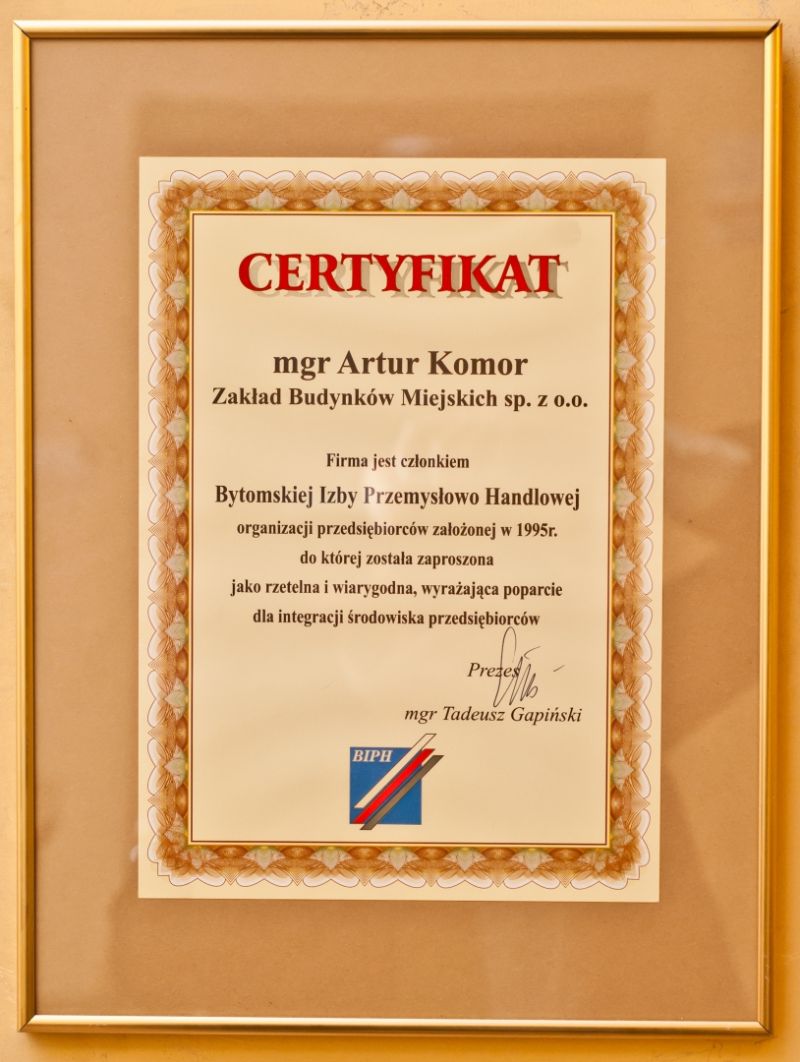 CERTYFIKAT
mgr Artur Komor
Zakład Budynków Miejskich sp. z o.o.
Firma jest członkiem
Bytomskiej Izby Przemysłowo Handlowej
organizacji przedsiębiorców założonej w 1995r.
do której została zaproszona
jako rzetelna i wiarygodna, wyrażająca poparcie
dla integracji środowiska przedsiębiorców
Prezes
mgr Tadeusz Gapiński
BIPH